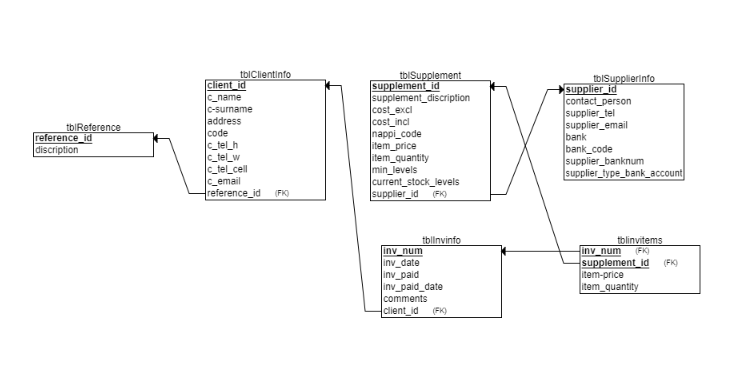 tblReference
reference_id
discription
tblClientInfo
client_id
c_name
c-surname
address
code
c_tel_h
c_tel_w
c_tel_cell
c_email
reference_id (FK)
tblSupplement
supplement_id
supplement_discription
cost_excl
cost_incl
nappi_code
item_price
item_quantity
min_levels
current_stock_levels
supplier_id (FK)
tblSupplierInfo
supplier_id
contact_person
supplier_tel
supplier_email
bank
bank_code
supplier_banknum
supplier_type_bank_account
tblInvinfo
inv_num
inv_date
inv_paid
inv_paid_date
comments
client_id (FK)
tblinvitems
inv_num (FK)
supplement_id (FK)
item-price
item_quantity